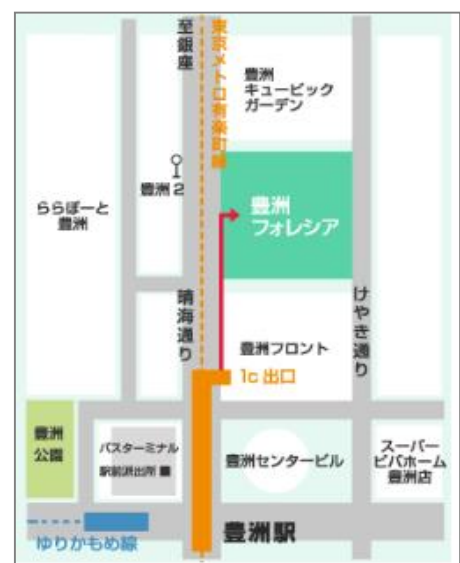 至銀座
東京メトロ有楽町線
豊洲
キュービック
ガーデン
豊洲2
ららぽーと
豊洲
豊洲
フォレシア
晴海通り
けやき通り
豊洲フロント
1c 出口
豊洲
公園
バスターミナル
駅前派出所
豊洲センタービル
スーパー
ビバホーム
豊洲店
豊洲駅
ゆりかもめ線